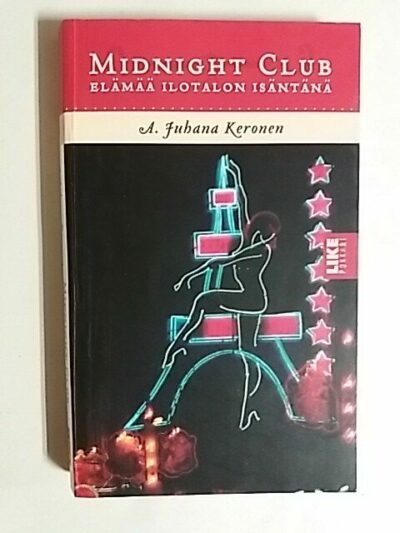 MIDNIGHT CLUB
ELÄMÄÄ ILOTALON ISÄNTÄNÄ
A. Juhana Keronen
LIKE
POKKARI